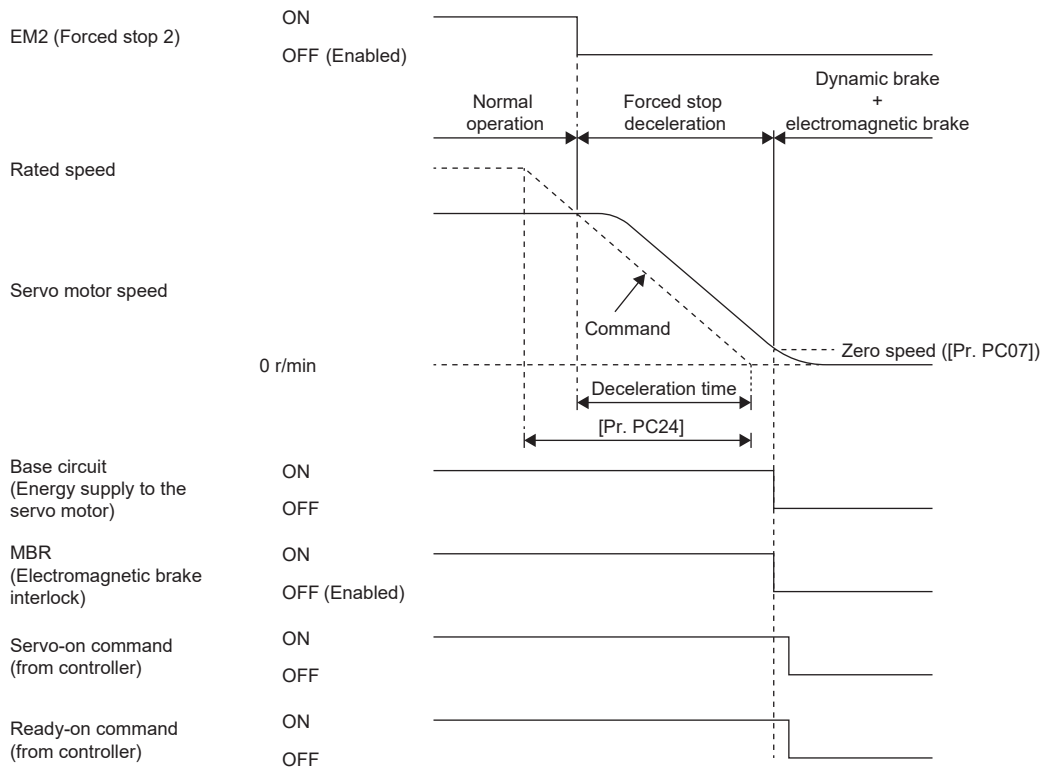 EM2 (Forced stop 2)
ON
OFF (Enabled)
Normal
operation
Forced stop
deceleration
Dynamic brake
+
electromagnetic brake
Rated speed
Servo motor speed
Command
Zero speed ([Pr. PC07])
0 r/min
Deceleration time
[Pr. PC24]
Base circuit
(Energy supply to the
servo motor)
ON
OFF
MBR
(Electromagnetic brake
interlock)
ON
OFF (Enabled)
Servo-on command
(from controller)
ON
OFF
Ready-on command
(from controller)
ON
OFF